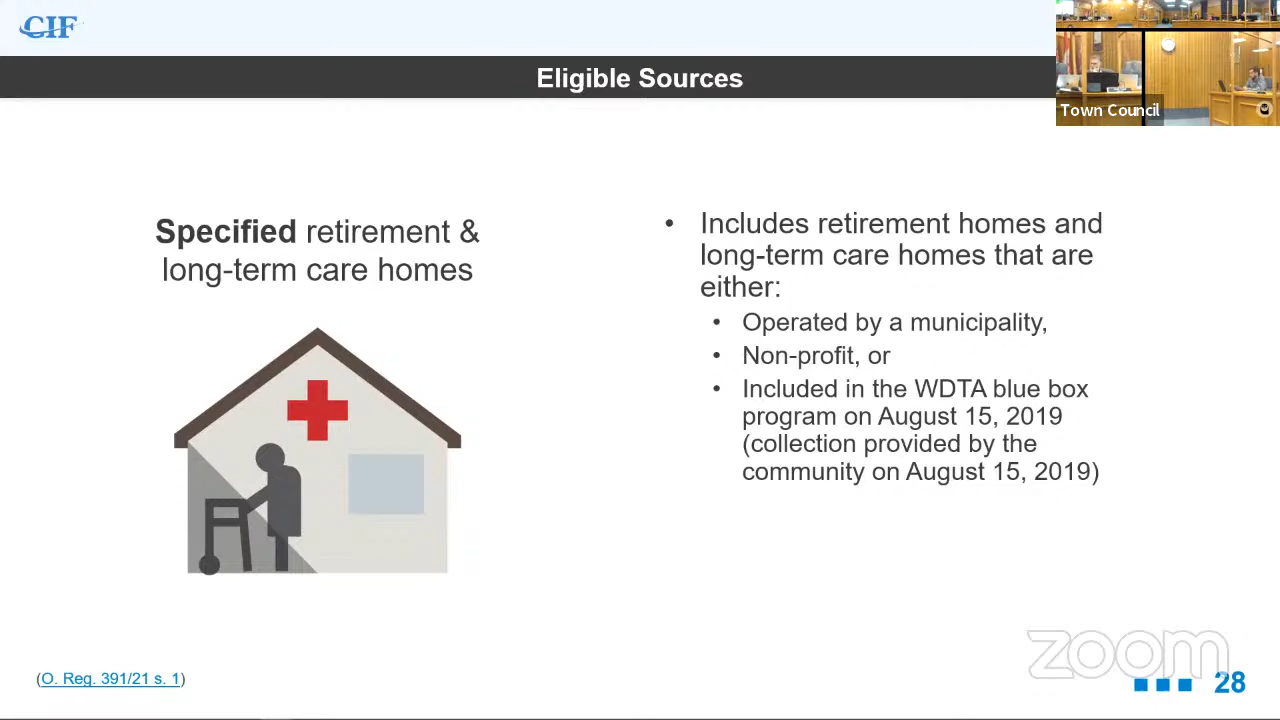 CIF
Eligible Sources
Town Council
Specified retirement &
long-term care homes
• Includes retirement homes and
long-term care homes that are
either:
• Operated by a municipality,
• Non-profit, or
• Included in the WDTA blue box
program on August 15, 2019
(collection provided by the
community on August 15, 2019)
(O. Reg. 391/21 s. 1)
zoom
28